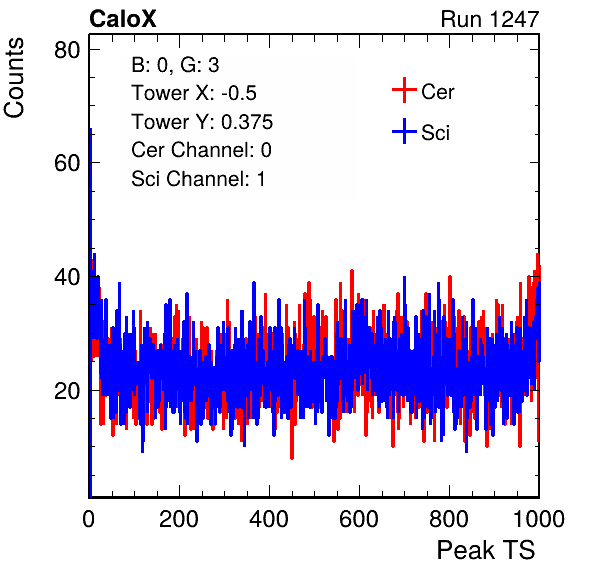 CaloX Run 1247
Counts
80
60
40
20
B: 0, G: 3
Tower X: -0.5
Tower Y: 0.375
Cer Channel: 0
Sci Channel: 1
Cer
Sci
0 200 400 600 800 1000
Peak TS